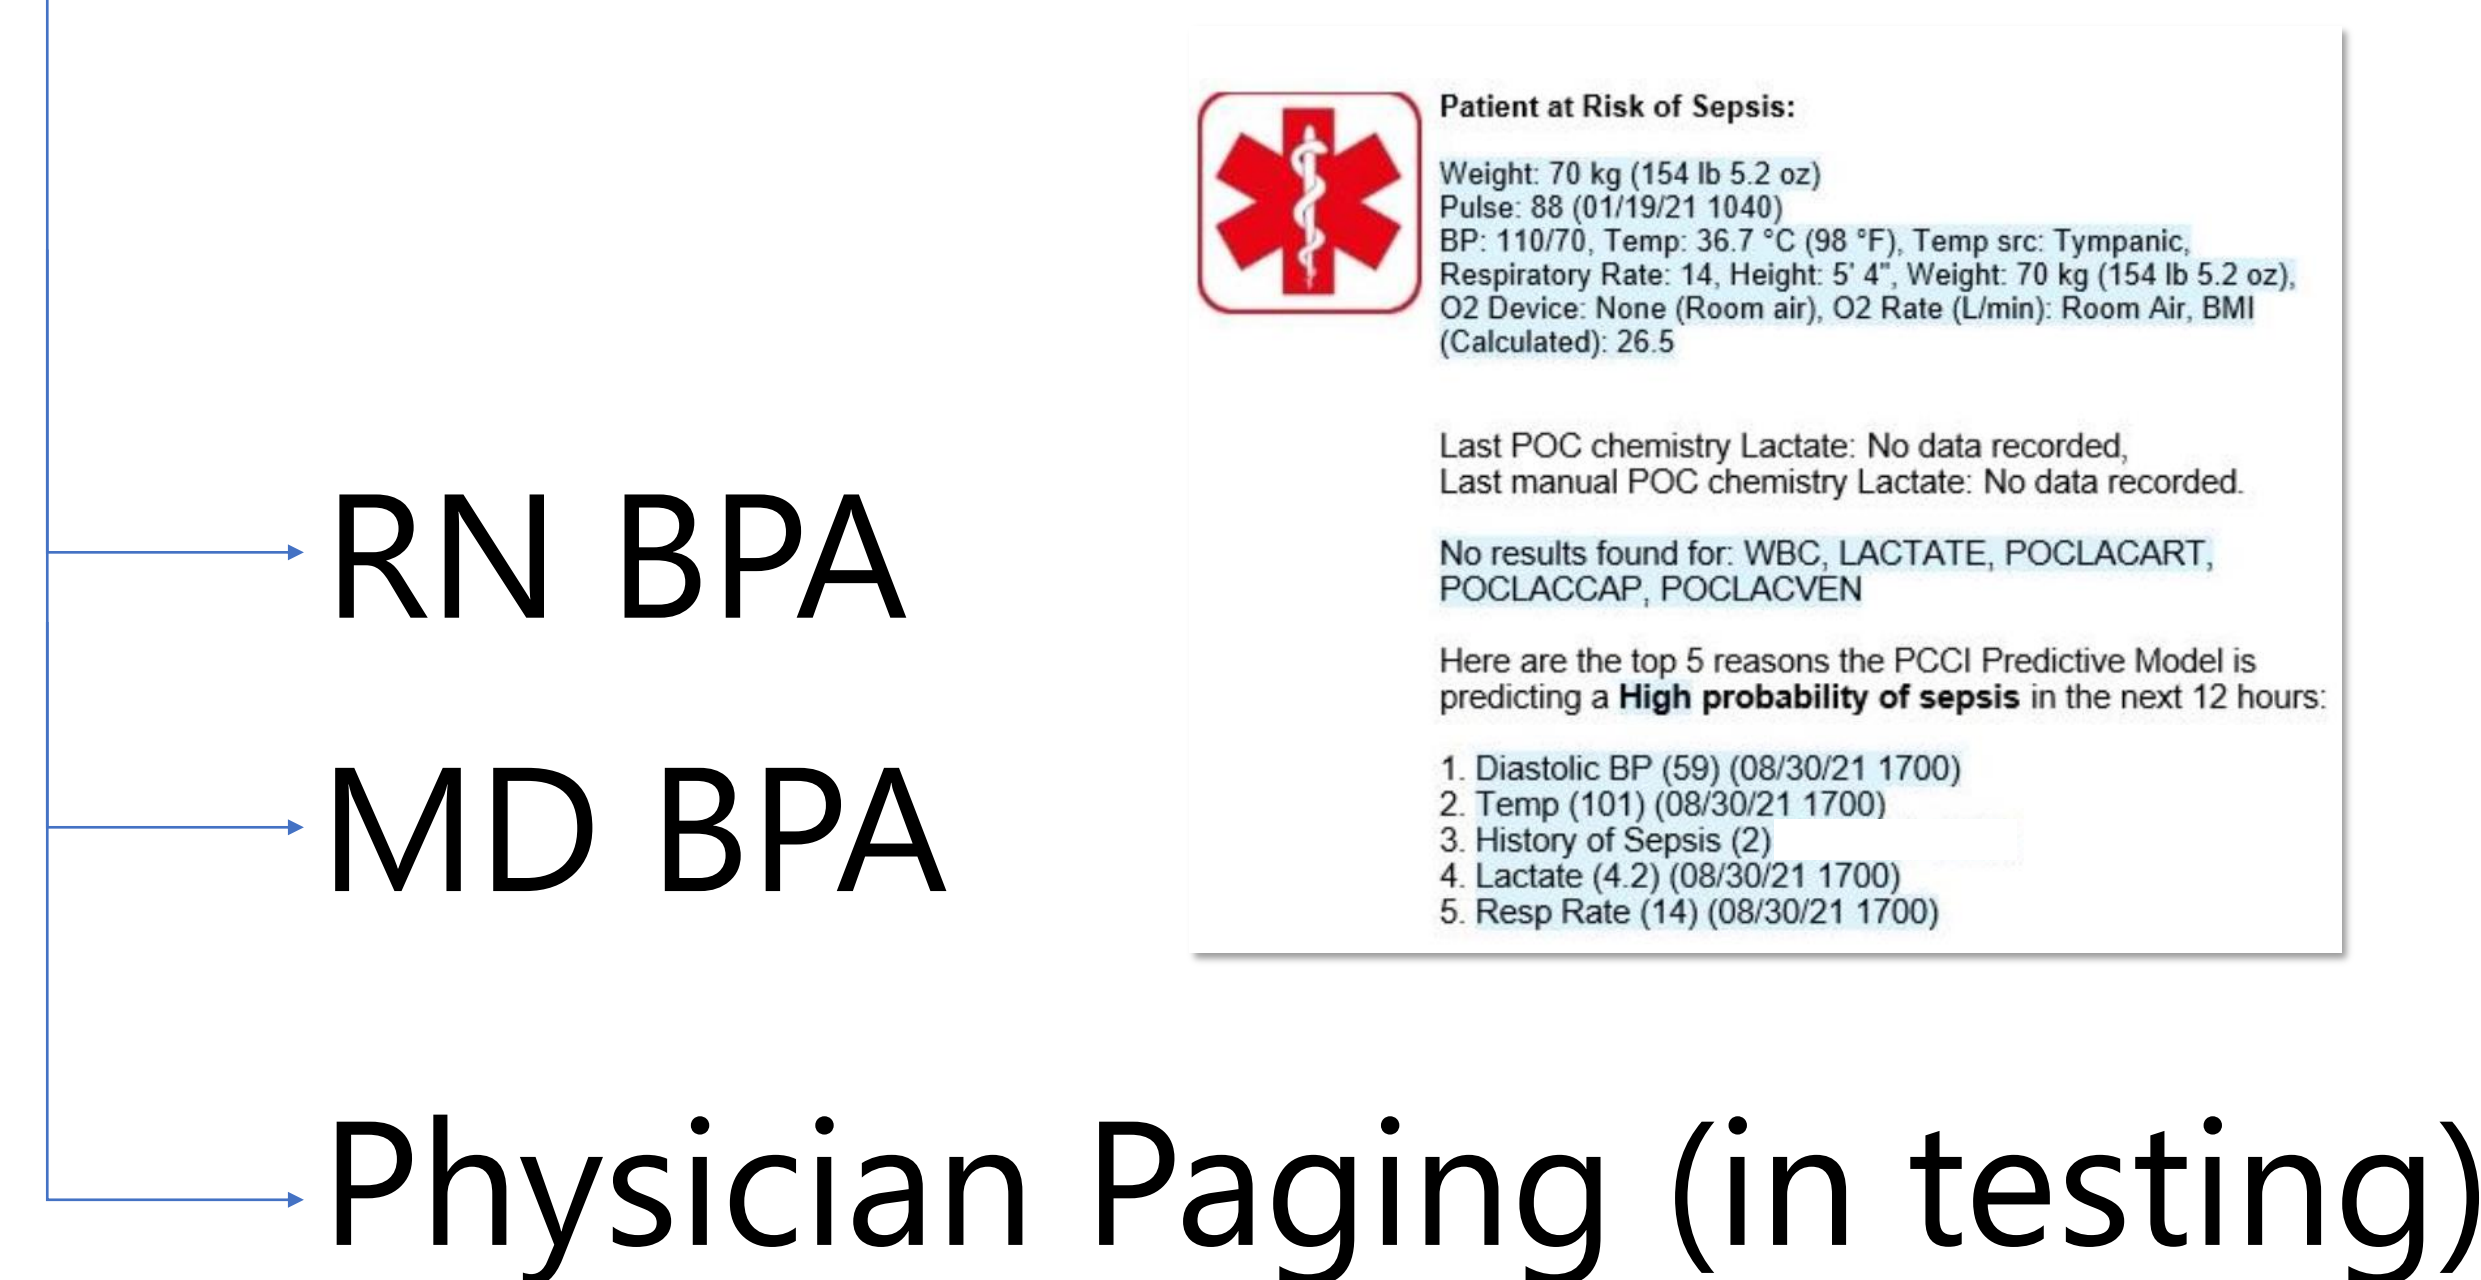 RN BPA
MD BPA
Physician Paging (in testing)
Patient at Risk of Sepsis:
Weight: 70 kg (154 lb 5.2 oz)
Pulse: 88 (01/19/21 1040)
BP: 110/70, Temp: 36.7 °C (98 °F), Temp src: Tympanic,
Respiratory Rate: 14, Height: 5' 4", Weight: 70 kg (154 lb 5.2 oz),
O2 Device: None (Room air), O2 Rate (L/min): Room Air, BMI
(Calculated): 26.5
Last POC chemistry Lactate: No data recorded,
Last manual POC chemistry Lactate: No data recorded.
No results found for: WBC, LACTATE, POCLACART,
POCLACCAP, POCLACVEN
Here are the top 5 reasons the PCCI Predictive Model is
predicting a High probability of sepsis in the next 12 hours:
1. Diastolic BP (59) (08/30/21 1700)
2. Temp (101) (08/30/21 1700)
3. History of Sepsis (2)
4. Lactate (4.2) (08/30/21 1700)
5. Resp Rate (14) (08/30/21 1700)